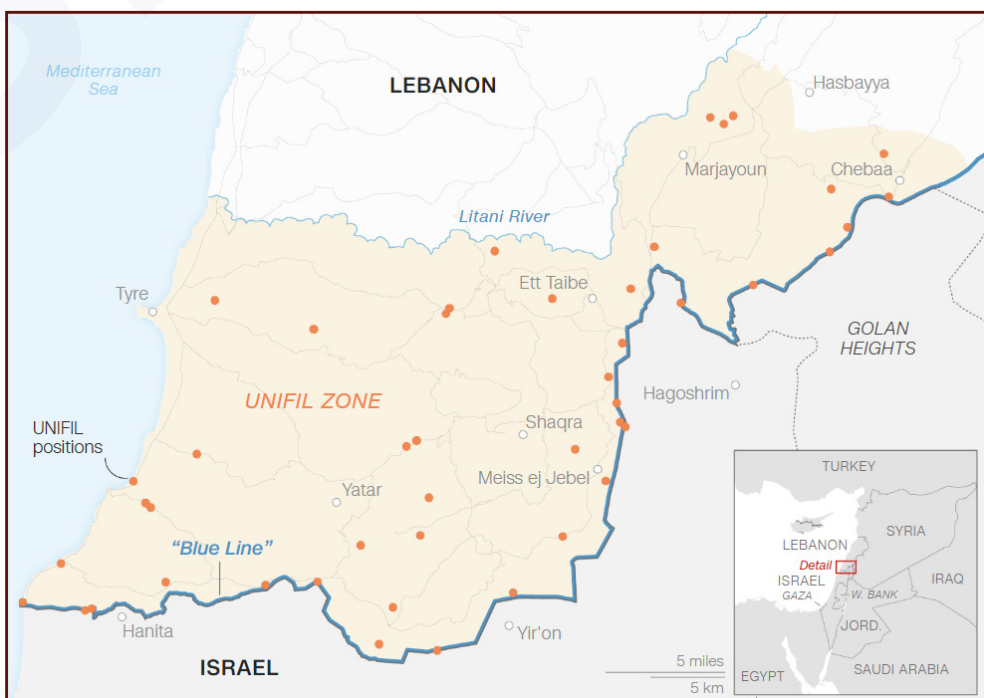 Mediterranean
Sea
LEBANON
Hasbayya
Marjayoun
Chebaa
Litani River
Ett Taibe
Tyre
GOLAN
HEIGHTS
UNIFIL ZONE
Hagoshrim
UNIFIL
positions
Shaqra
Meiss ej Jebel
Yatar
"Blue Line"
Hanita
Yir'on
ISRAEL
5 miles
5 km
TURKEY
SYRIA
LEBANON
Detail
ISRAEL
IRAQ
GAZA
W. BANK
JORD.
EGYPT
SAUDI ARABIA